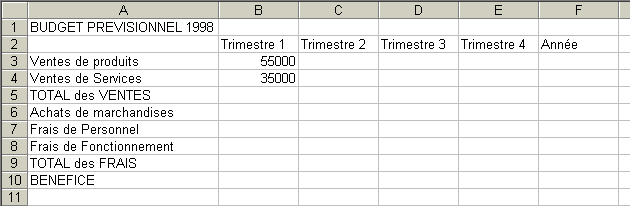 A B C D E F
1 BUDGET PREVISIONNEL 1998
2 Trimestre 1 Trimestre 2 Trimestre 3 Trimestre 4 Année
3 Ventes de produits 55000
4 Ventes de Services 35000
5 TOTAL des VENTES
6 Achats de marchandises
7 Frais de Personnel
8 Frais de Fonctionnement
9 TOTAL des FRAIS
10 BENEFICE
11